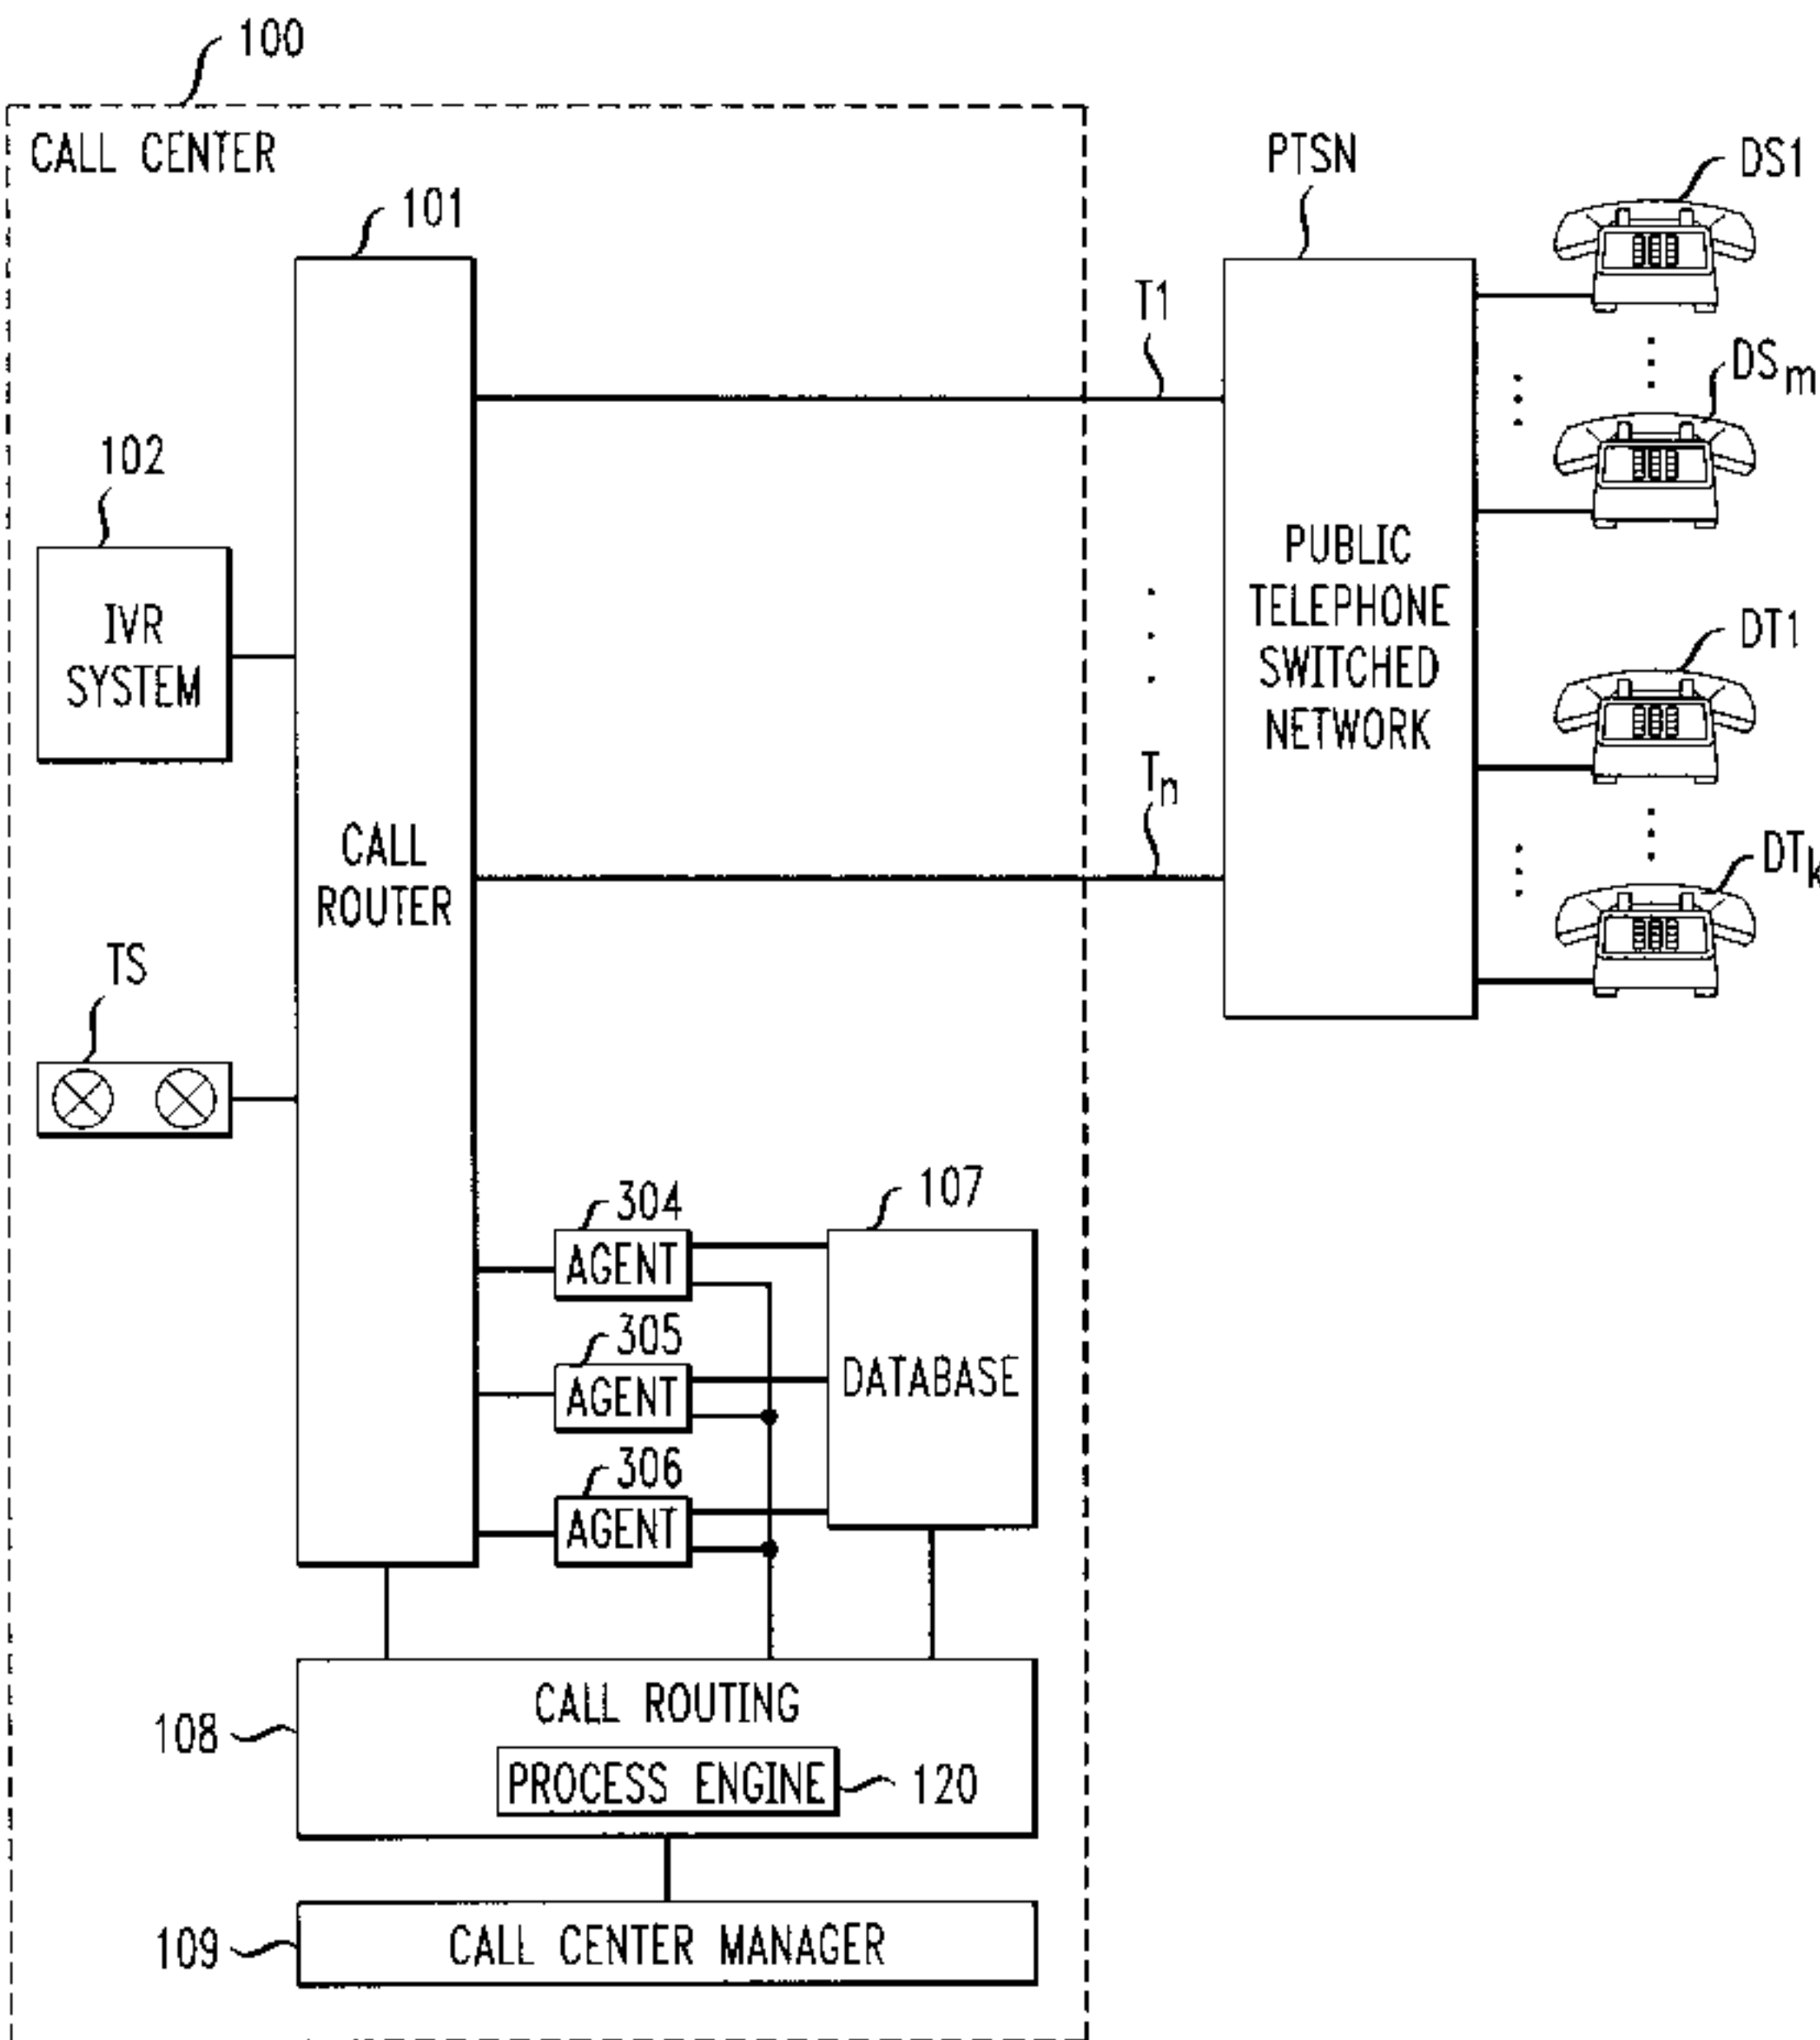 100
CALL CENTER
101
PTSN
DS1
T1
DSm
102
IVR
SYSTEM
PUBLIC
TELEPHONE
SWITCHED
NETWORK
DT1
Tn
CALL
ROUTER
DTk
TS
304
AGENT
107
305
AGENT
DATABASE
306
AGENT
CALL ROUTING
108
PROCESS ENGINE
120
109
CALL CENTER MANAGER